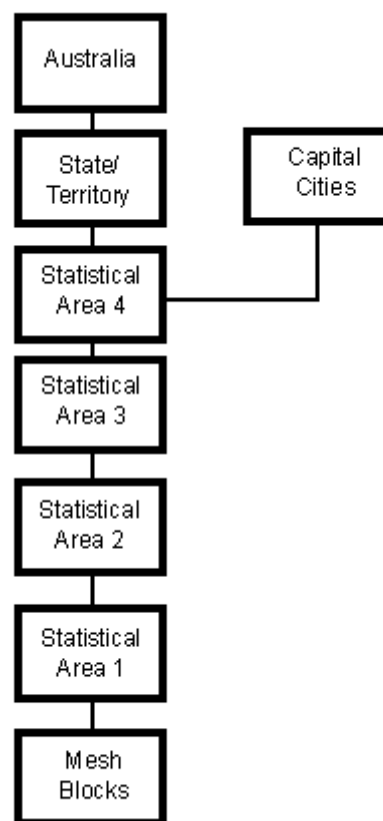 Australia
State/
Territory
Capital
Cities
Statistical
Area 4
Statistical
Area 3
Statistical
Area 2
Statistical
Area 1
Mesh
Blocks